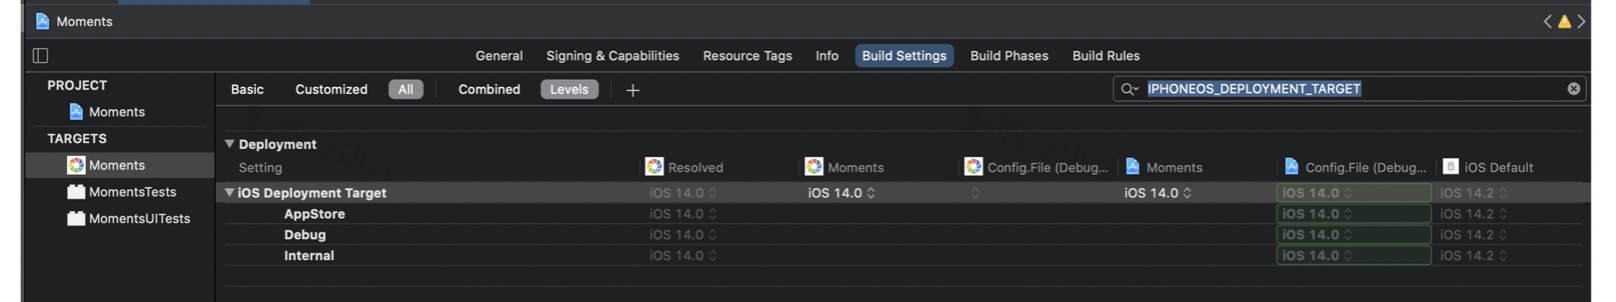 Moments
General Signing & Capabilities Resource Tags Info Build Settings Build Phases Build Rules
PROJECT
Moments
TARGETS
Moments
MomentsTests
MomentsUITests
Basic Customized All Combined Levels + IPHONEOS_DEPLOYMENT_TARGET
Deployment
Setting Resolved Moments Config.File (Debug... Moments Config.File (Debug... iOS Default
iOS Deployment Target iOS 14.0 iOS 14.0 iOS 14.0 iOS 14.0 iOS 14.2
AppStore iOS 14.0 iOS 14.0 iOS 14.2
Debug iOS 14.0 iOS 14.0 iOS 14.2
Internal iOS 14.0 iOS 14.0 iOS 14.2